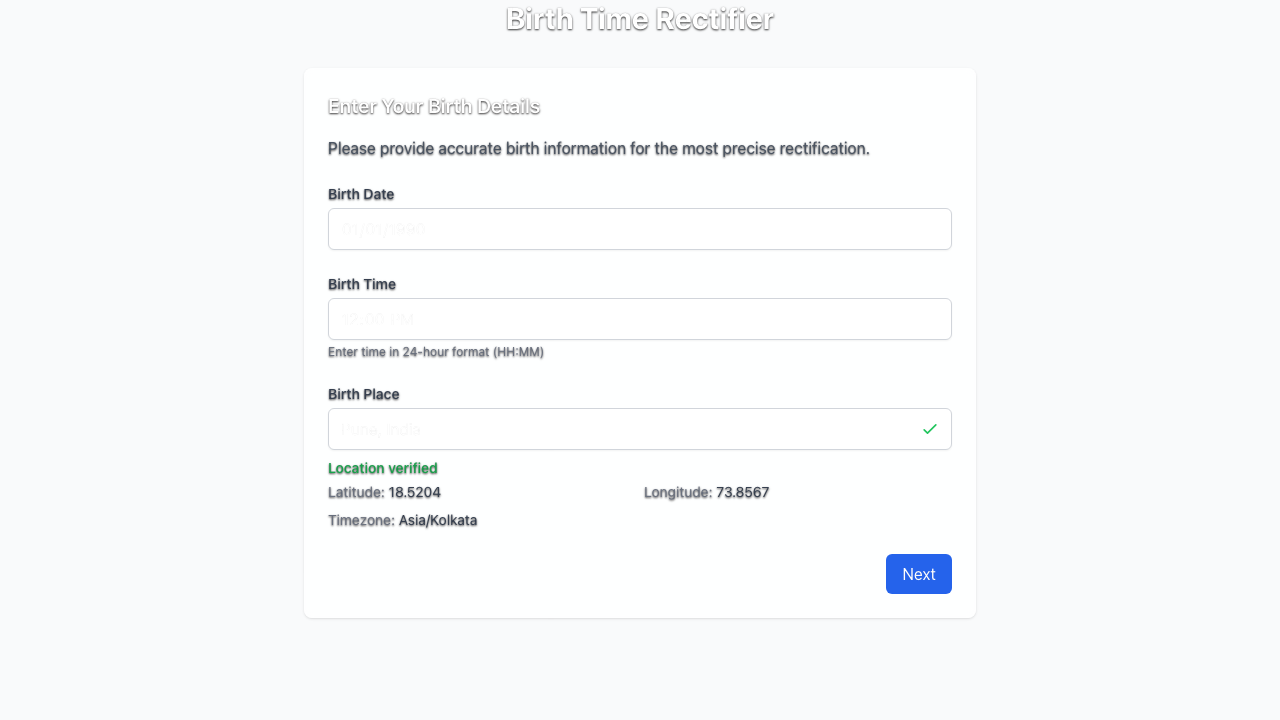 Birth Time Rectifier
Enter Your Birth Details
Please provide accurate birth information for the most precise rectification.
Birth Date
01/01/1990
Birth Time
12:00 PM
Enter time in 24-hour format (HH:MM)
Birth Place
Pune, India
Location verified
Latitude: 18.5204 Longitude: 73.8567
Timezone: Asia/Kolkata
Next